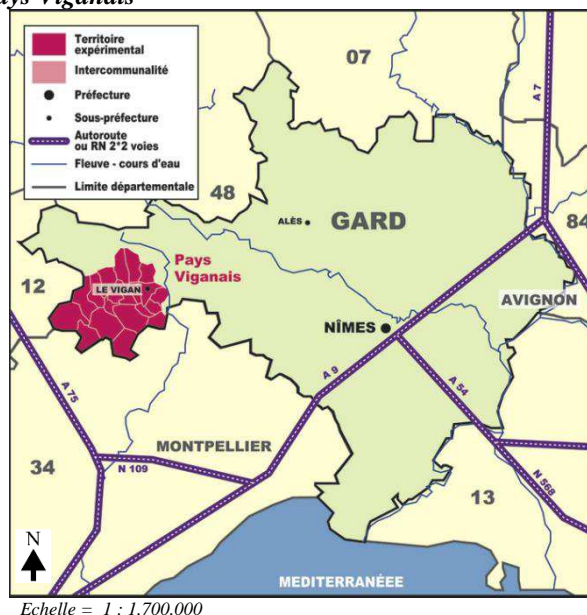 ays Viganais
Territoire
expérimental
Intercommunalité
Préfecture
Sous-préfecture
Autoroute
ou RN 2*2 voies
Fleuve - cours d'eau
Limite départementale
07
A 7
48
ALÈS
GARD
84
12
Pays
Viganais
LE VIGAN
AVIGNON
NÎMES
A 9
A 54
A 75
MONTPELLIER
34
N 109
N 568
13
N
MEDITERRANÉEE
Echelle = 1 : 1.700.000